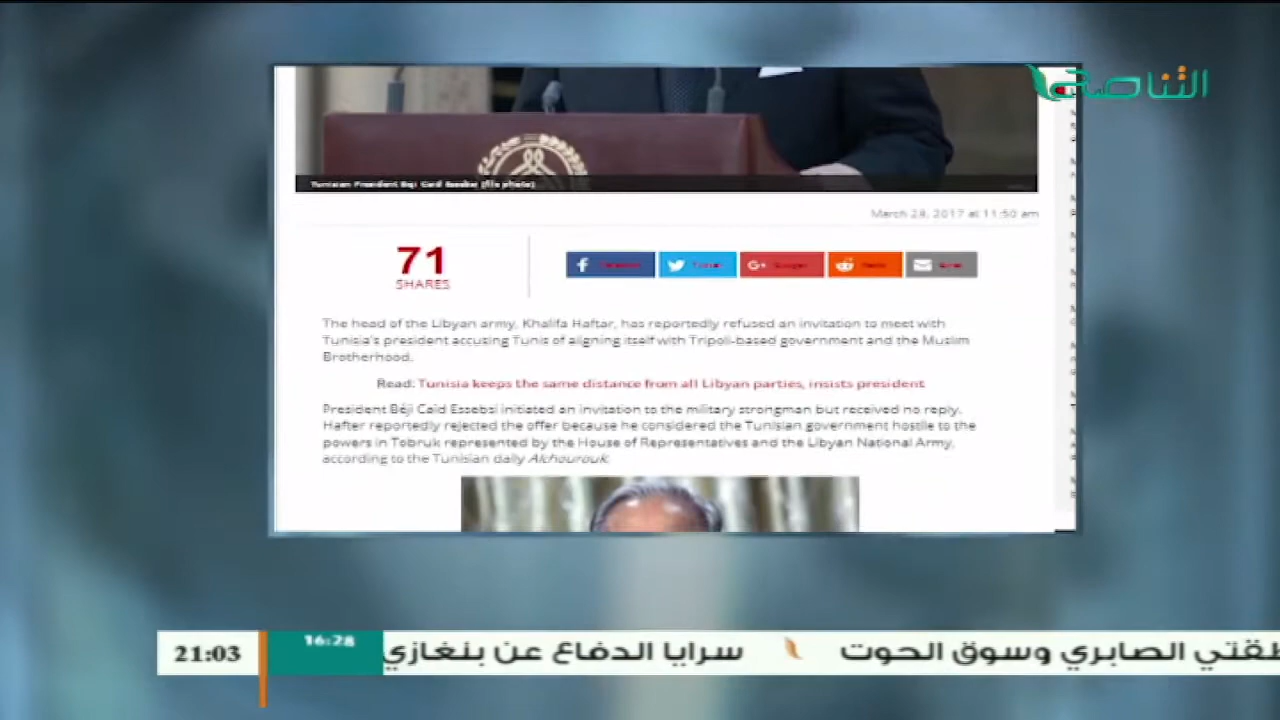 التناصح
Tunisian President Beji Caid Essebsi [file photo]
March 28, 2017 at 11:50 am
71
SHARES
The head of the Libyan army, Khalifa Haftar, has reportedly refused an invitation to meet with
Tunisia's president accusing Tunis of aligning itself with Tripoli-based government and the Muslim
Brotherhood.
Read: Tunisia keeps the same distance from all Libyan parties, insists president
President Béji Caid Essebsi initiated an invitation to the military strongman but received no reply.
Hafter reportedly rejected the offer because he considered the Tunisian government hostile to the
powers in Tobruk represented by the House of Representatives and the Libyan National Army,
according to the Tunisian daily Alchourouk.
21:03
16:28
الصابري وسوق الحوت
سرايا الدفاع عن بنغازي